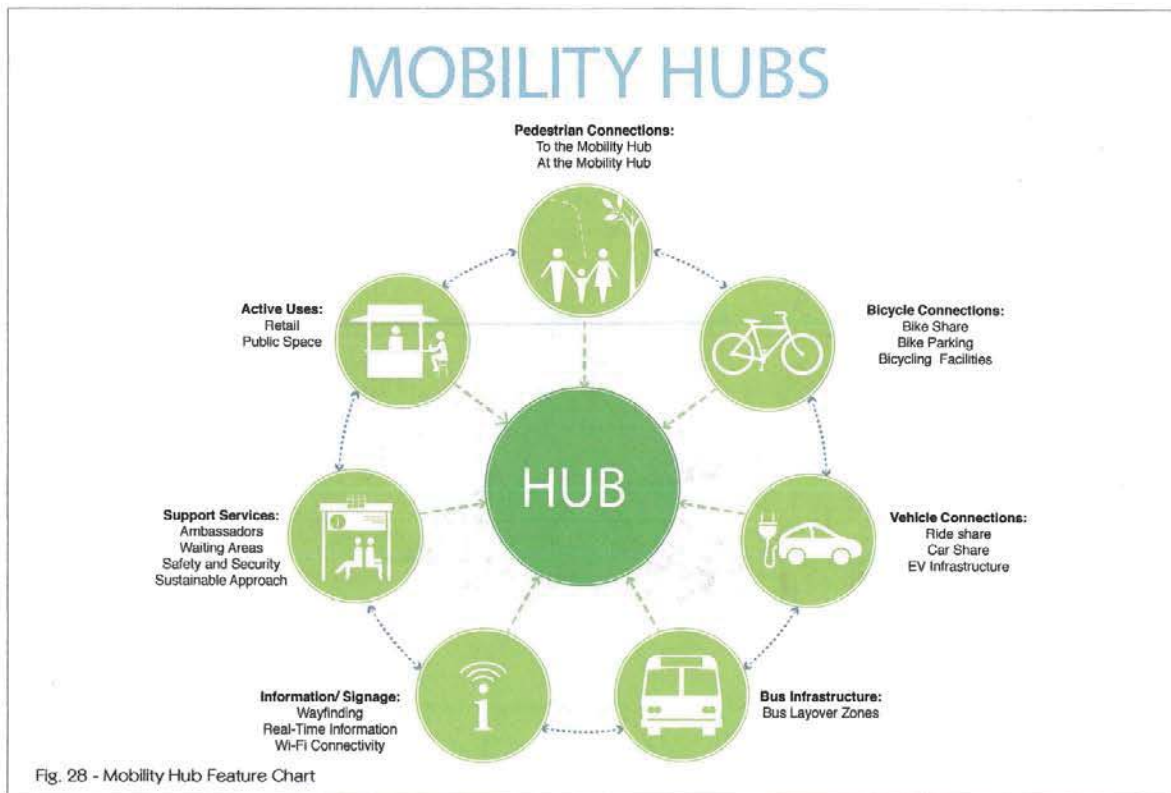 MOBILITY HUBS
Pedestrian Connections:
To the Mobility Hub
At the Mobility Hub
Active Uses:
Retail
Public Space
Bicycle Connections:
Bike Share
Bike Parking
Bicycling Facilities
HUB
Support Services:
Ambassadors
Waiting Areas
Safety and Security
Sustainable Approach
Vehicle Connections:
Ride share
Car Share
EV Infrastructure
Information/ Signage:
Wayfinding
Real-Time Information
Wi-Fi Connectivity
i
Bus Infrastructure:
Bus Layover Zones
Fig. 28 - Mobility Hub Feature Chart